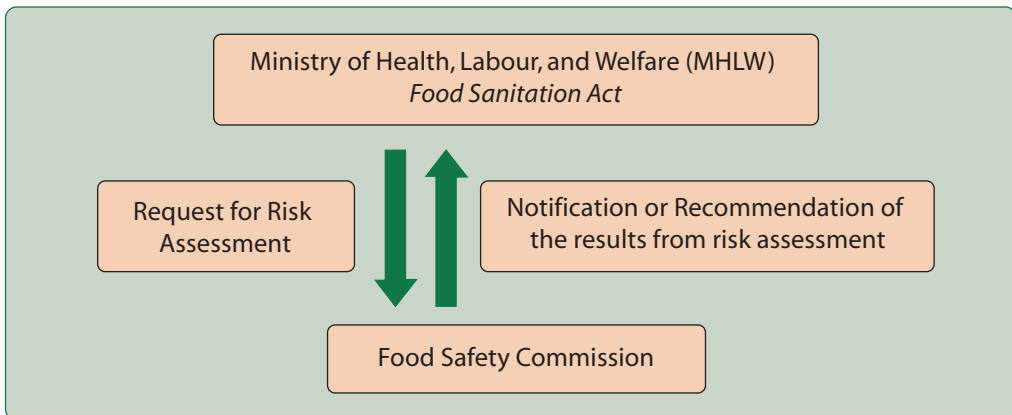 Ministry of Health, Labour, and Welfare (MHLW)
Food Sanitation Act
Request for Risk
Assessment
Notification or Recommendation of
the results from risk assessment
Food Safety Commission